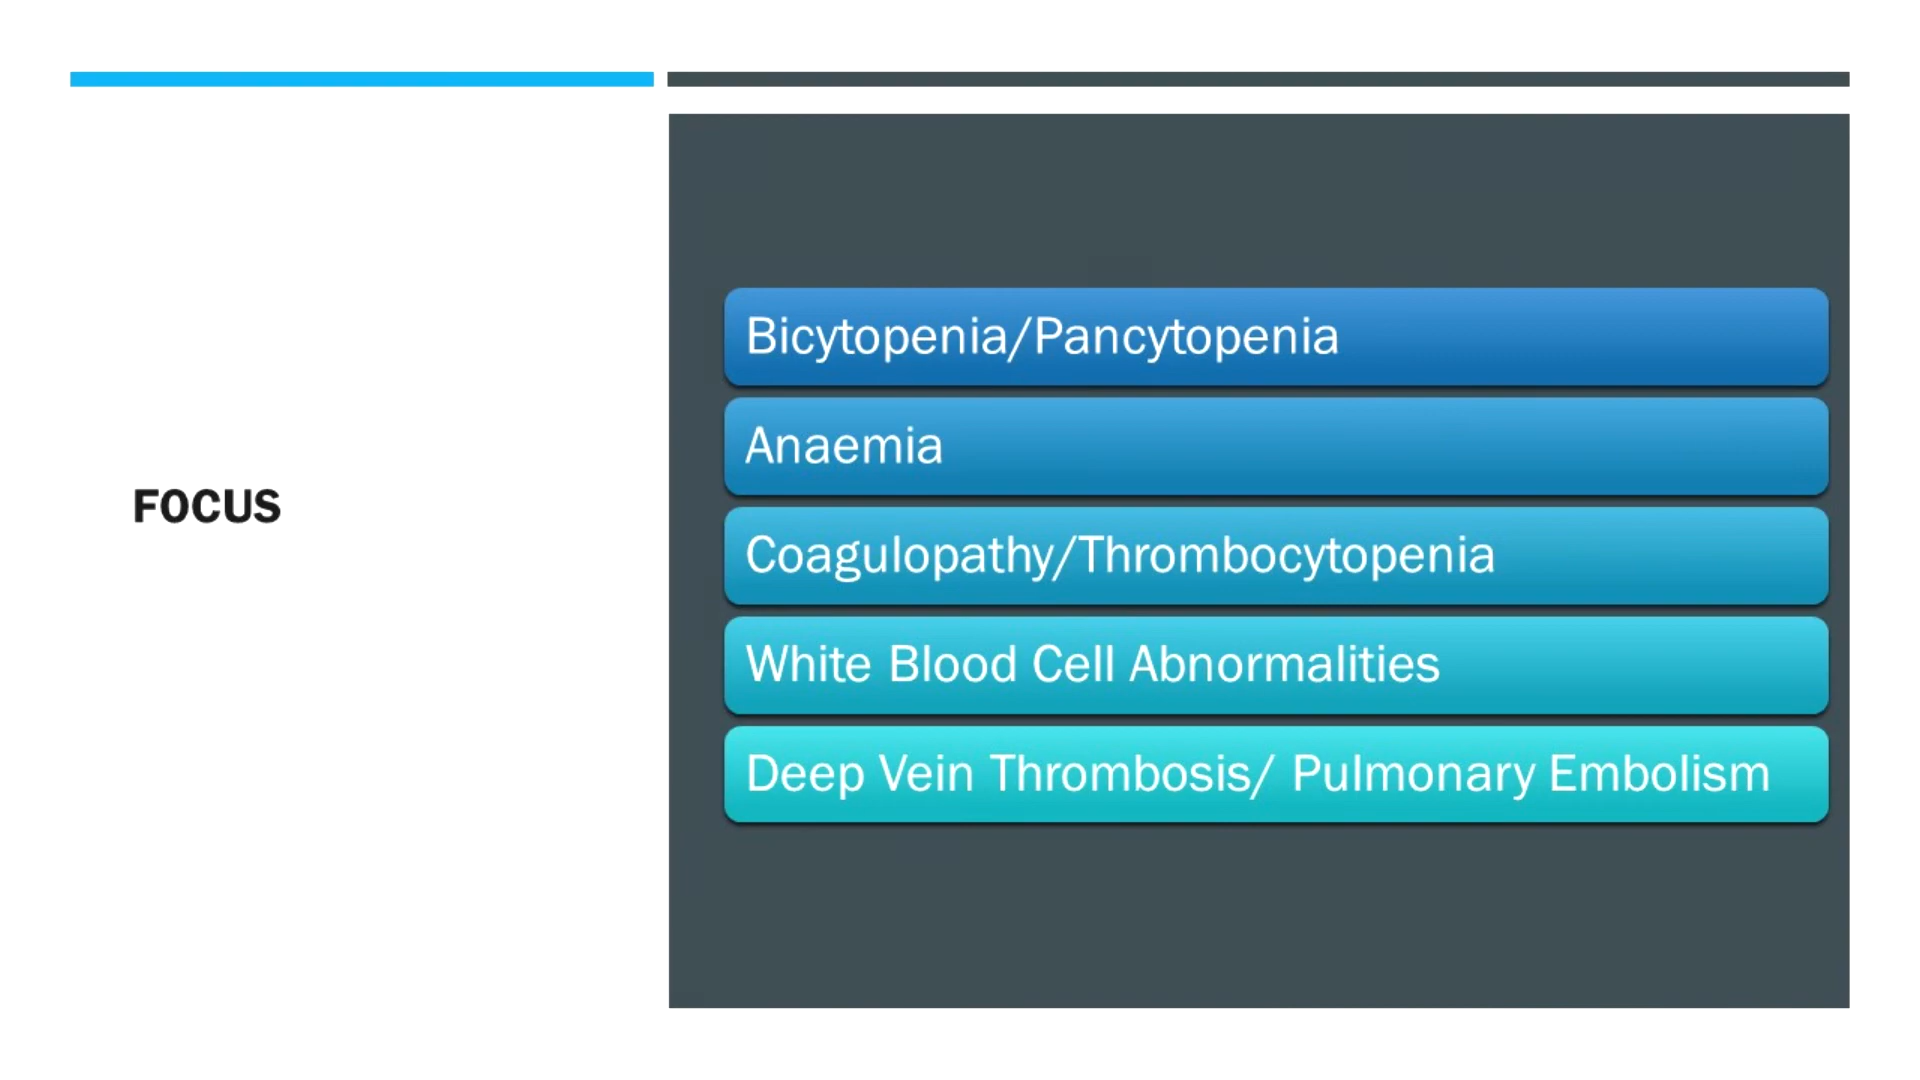 FOCUS
Bicytopenia/Pancytopenia
Anaemia
Coagulopathy/Thrombocytopenia
White Blood Cell Abnormalities
Deep Vein Thrombosis/ Pulmonary Embolism